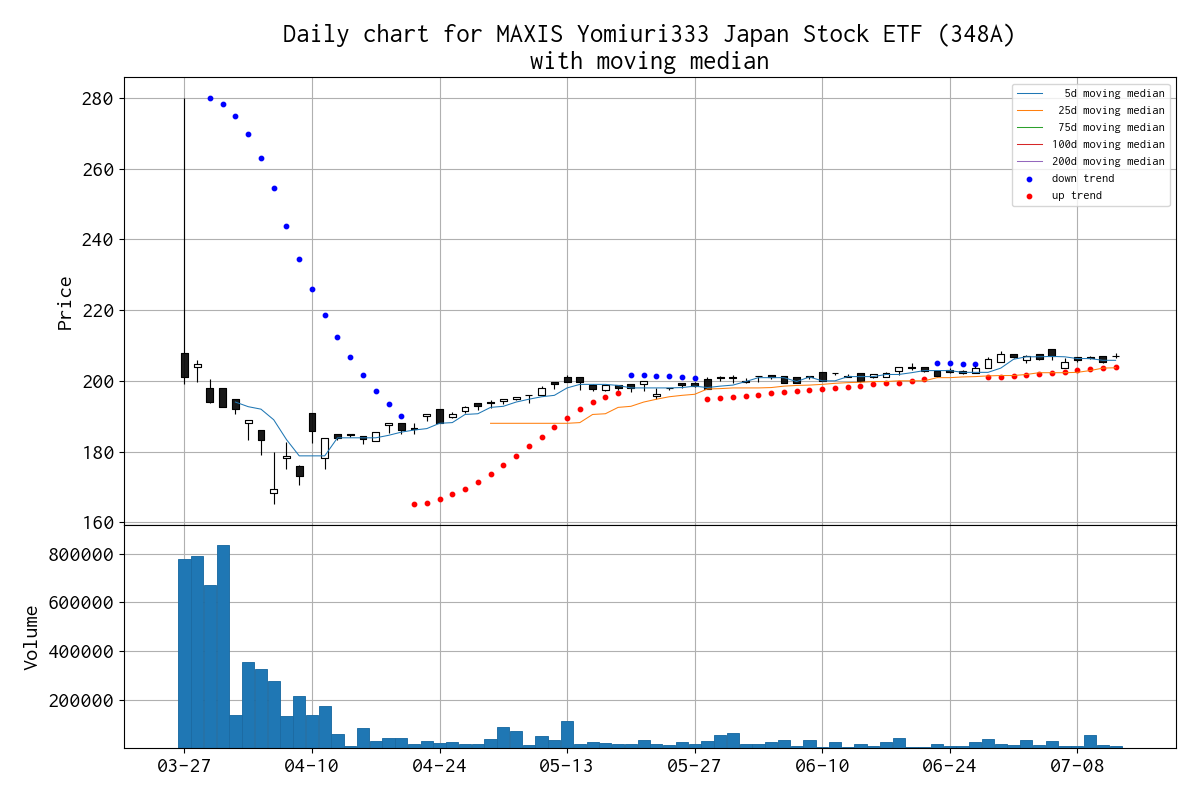 Daily chart for MAXIS Yomiuri333 Japan Stock ETF (348A)
with moving median
280
260
240
220
200
180
160
Price
5d moving median
25d moving median
75d moving median
100d moving median
200d moving median
down trend
up trend
800000
600000
400000
200000
Volume
03-27
04-10
04-24
05-13
05-27
06-10
06-24
07-08